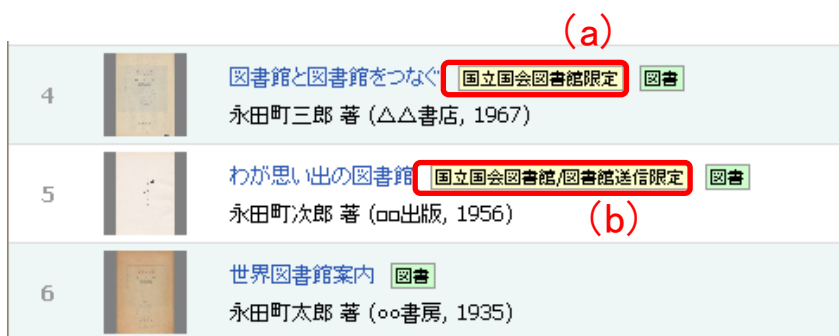 (a)
4
図書館と図書館をつなぐ 国立国会図書館限定 図書
永田町三郎 著 (△△書店, 1967)
5
わが思い出の図書館 国立国会図書館/図書館送信限定 図書
永田町次郎 著 (□□出版, 1956)
(b)
6
世界図書館案内 図書
永田町太郎 著 (○○書房, 1935)